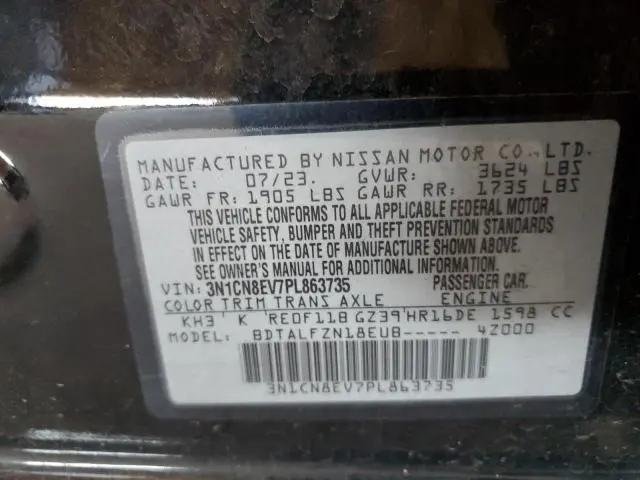 MANUFACTURED BY NISSAN MOTOR CO., LTD.
DATE: 07/23. GVWR: 3624 LBS
GAWR FR: 1905 LBS GAWR RR: 1735 LBS
THIS VEHICLE CONFORMS TO ALL APPLICABLE FEDERAL MOTOR
VEHICLE SAFETY, BUMPER AND THEFT PREVENTION STANDARDS
IN EFFECT ON THE DATE OF MANUFACTURE SHOWN ABOVE.
SEE OWNER'S MANUAL FOR ADDITIONAL INFORMATION.
VIN: 3N1CN8EV7PL863735 PASSENGER CAR.
COLOR TRIM TRANS AXLE ENGINE
KH3 K RE0F11B GZ39 HR16DE 1598 CC
MODEL: BDTALFZN18EUB----- 4Z000
3N1CN8EV7PL863735